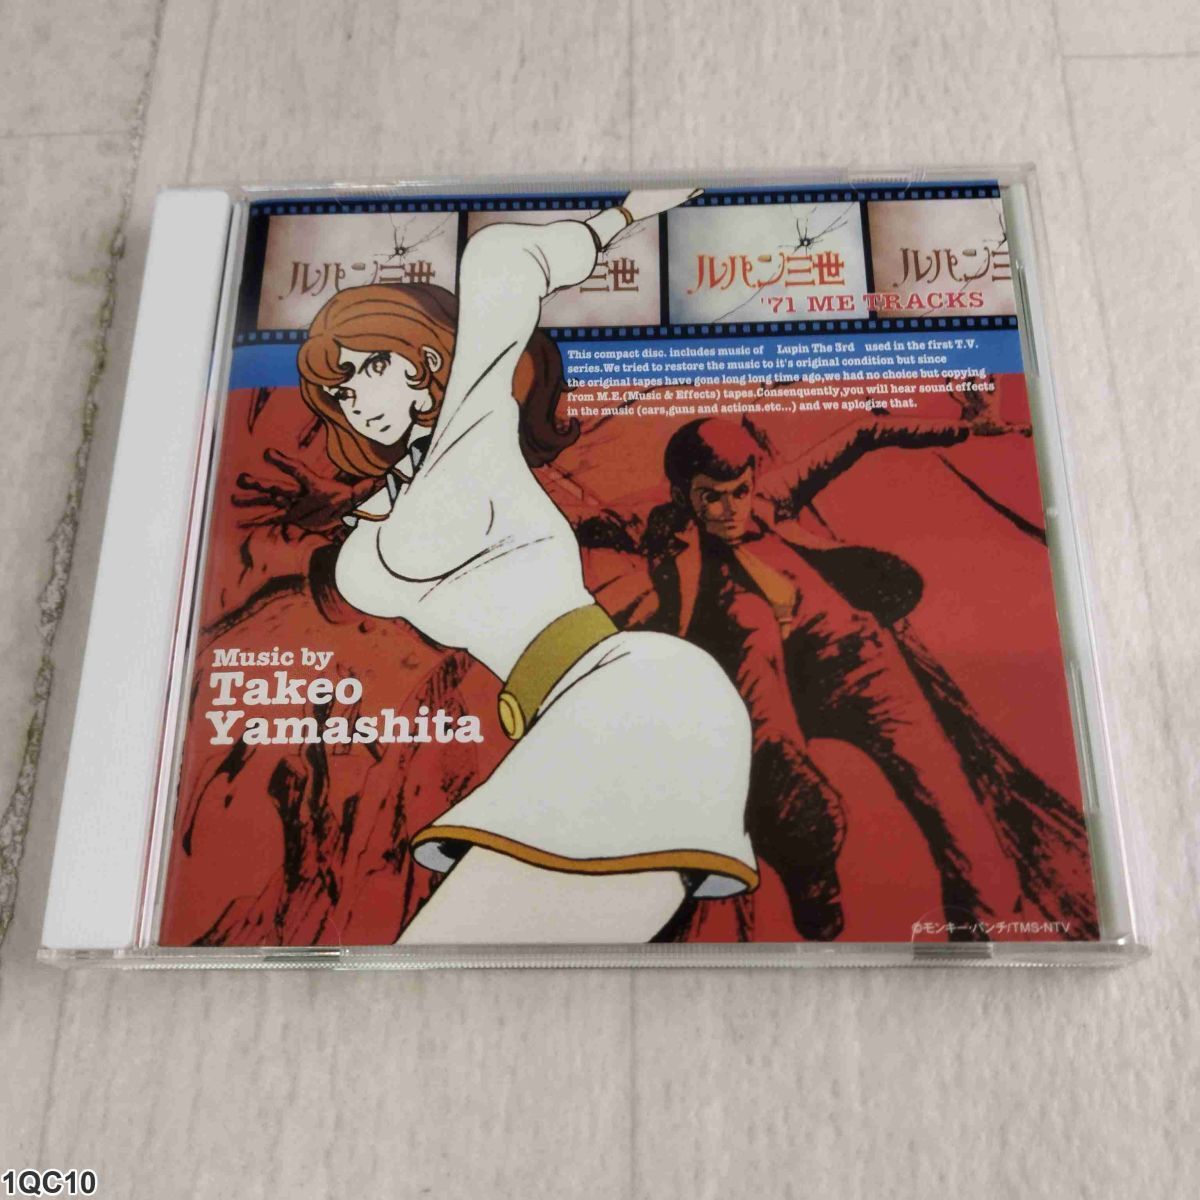 ルパン三世
三世
ルパン三世
ルパン三
'71 ME TRACKS
This compact disc. includes music of Lupin The 3rd used in the first T.V.
series.We tried to restore the music to it's original condition but since
the original tapes have gone long long time ago,we had no choice but copying
from M.E.(Music & Effects) tapes.Consenquently,you will hear sound effects
in the music (cars,guns and actions.etc...) and we aplogize that.
Music by
Takeo
Yamashita
©モンキー・パンチ/TMS・NTV
1QC10